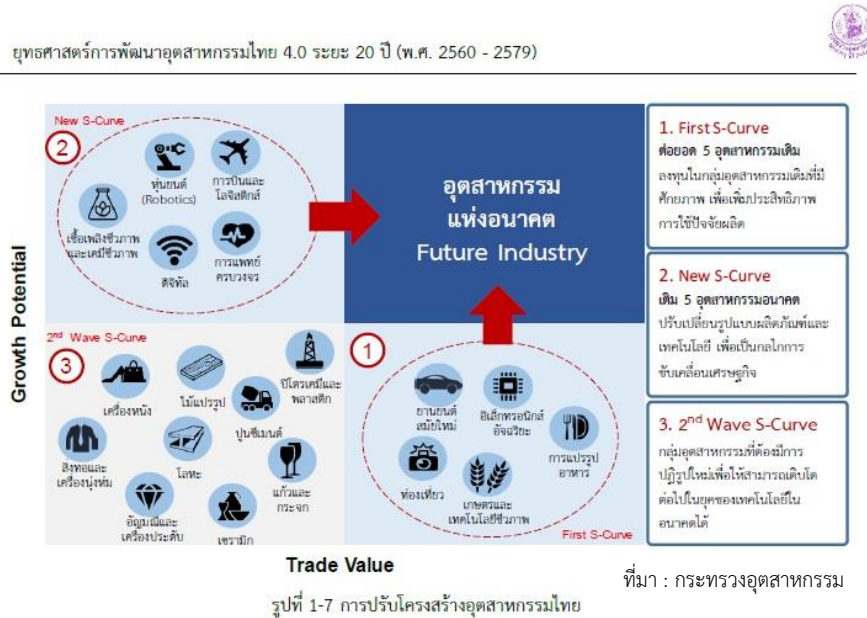 ยุทธศาสตร์การพัฒนาอุตสาหกรรมไทย 4.0 ระยะ 20 ปี (พ.ศ. 2560 - 2579)
New S-Curve
2
หุ่นยนต์
(Robotics)
การบินและ
โลจิสติกส์
เชื้อเพลิงชีวภาพ
และเคมีชีวภาพ
ดิจิทัล
การแพทย์
ครบวงจร
อุตสาหกรรม
แห่งอนาคต
Future Industry
Growth Potential
2nd Wave S-Curve
3
เครื่องหนัง
ไม้แปรรูป
ปิโตรเคมีและ
พลาสติก
ปูนซีเมนต์
สิ่งทอและ
เครื่องนุ่งห่ม
โลหะ
แก้วและ
กระจก
อัญมณีและ
เครื่องประดับ
เซรามิก
1
ยานยนต์
สมัยใหม่
อิเล็กทรอนิกส์
อัจฉริยะ
การแปรรูป
อาหาร
ท่องเที่ยว
เกษตรและ
เทคโนโลยีชีวภาพ
First S-Curve
Trade Value
1. First S-Curve
ต่อยอด 5 อุตสาหกรรมเดิม
ลงทุนในกลุ่มอุตสาหกรรมเดิมที่มี
ศักยภาพ เพื่อเพิ่มประสิทธิภาพ
การใช้ปัจจัยผลิต
2. New S-Curve
เติม 5 อุตสาหกรรมอนาคต
ปรับเปลี่ยนรูปแบบผลิตภัณฑ์และ
เทคโนโลยี เพื่อเป็นกลไกการ
ขับเคลื่อนเศรษฐกิจ
3. 2nd Wave S-Curve
กลุ่มอุตสาหกรรมที่ต้องมีการ
ปฏิรูปใหม่เพื่อให้สามารถเติบโต
ต่อไปในยุคของเทคโนโลยีใน
อนาคตได้
ที่มา : กระทรวงอุตสาหกรรม
รูปที่ 1-7 การปรับโครงสร้างอุตสาหกรรมไทย